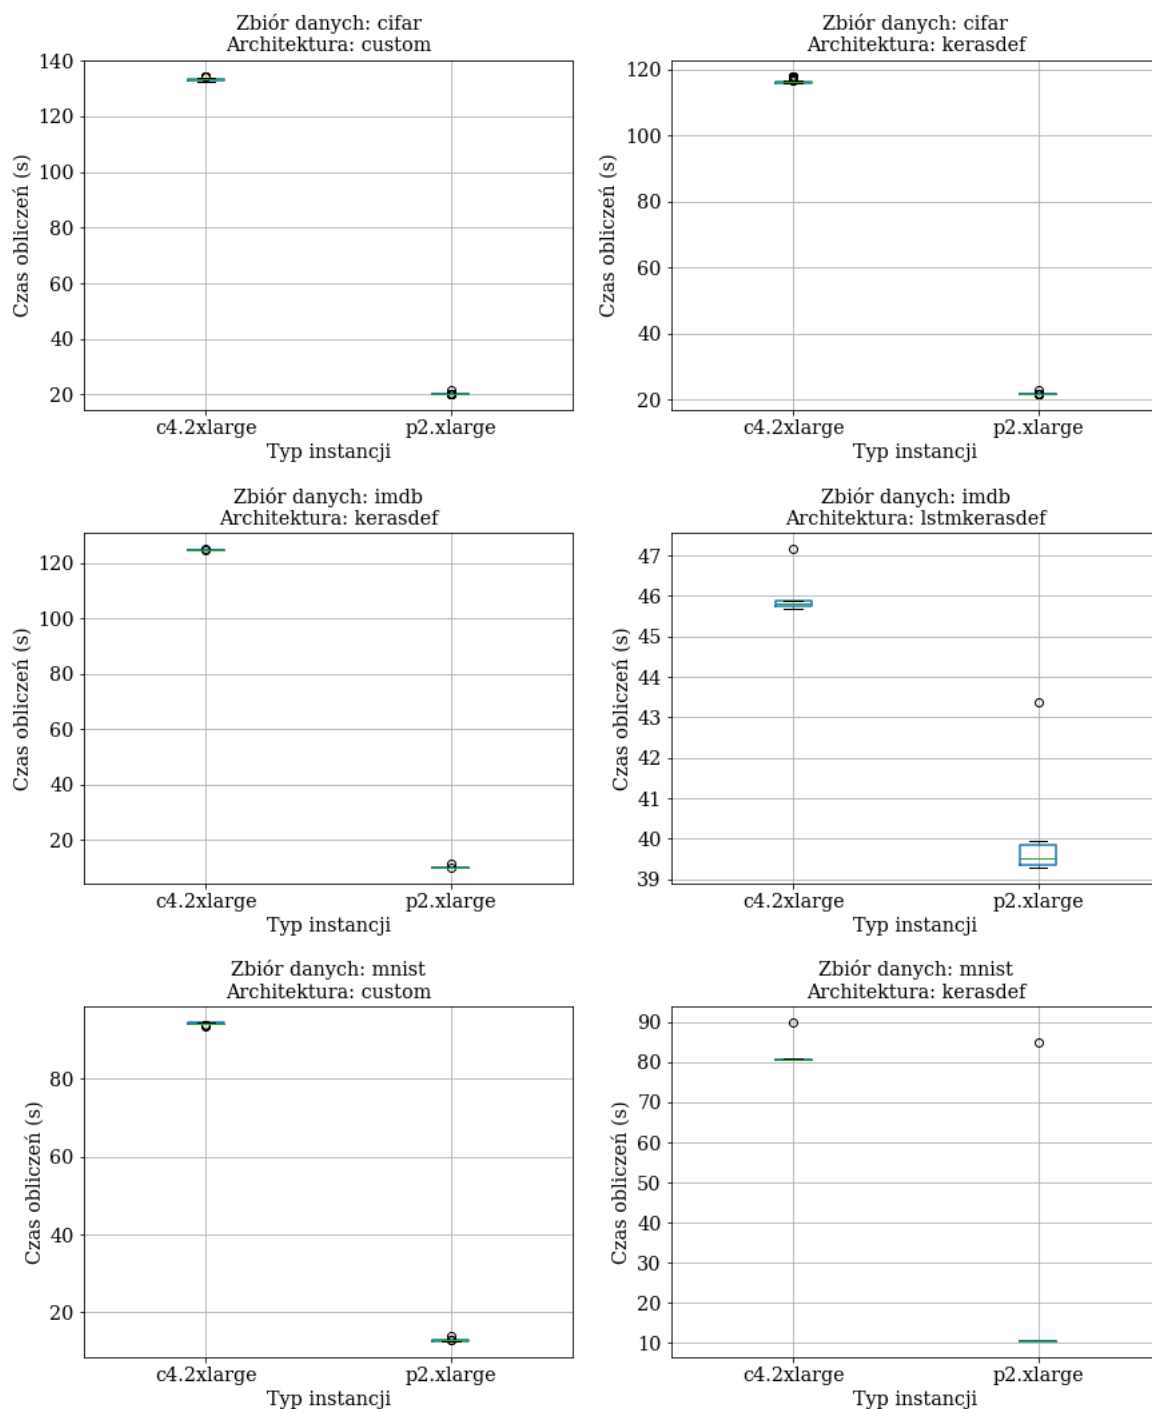 Zbiór danych: cifar
Architektura: custom
140
120
100
80
60
40
20
Czas obliczeń (s)
c4.2xlarge p2.xlarge
Typ instancji
Zbiór danych: cifar
Architektura: kerasdef
120
100
80
60
40
20
Czas obliczeń (s)
c4.2xlarge p2.xlarge
Typ instancji
Zbiór danych: imdb
Architektura: kerasdef
120
100
80
60
40
20
Czas obliczeń (s)
c4.2xlarge p2.xlarge
Typ instancji
Zbiór danych: imdb
Architektura: lstmkerasdef
47
46
45
44
43
42
41
40
39
Czas obliczeń (s)
c4.2xlarge p2.xlarge
Typ instancji
Zbiór danych: mnist
Architektura: custom
80
60
40
20
Czas obliczeń (s)
c4.2xlarge p2.xlarge
Typ instancji
Zbiór danych: mnist
Architektura: kerasdef
90
80
70
60
50
40
30
20
10
Czas obliczeń (s)
c4.2xlarge p2.xlarge
Typ instancji